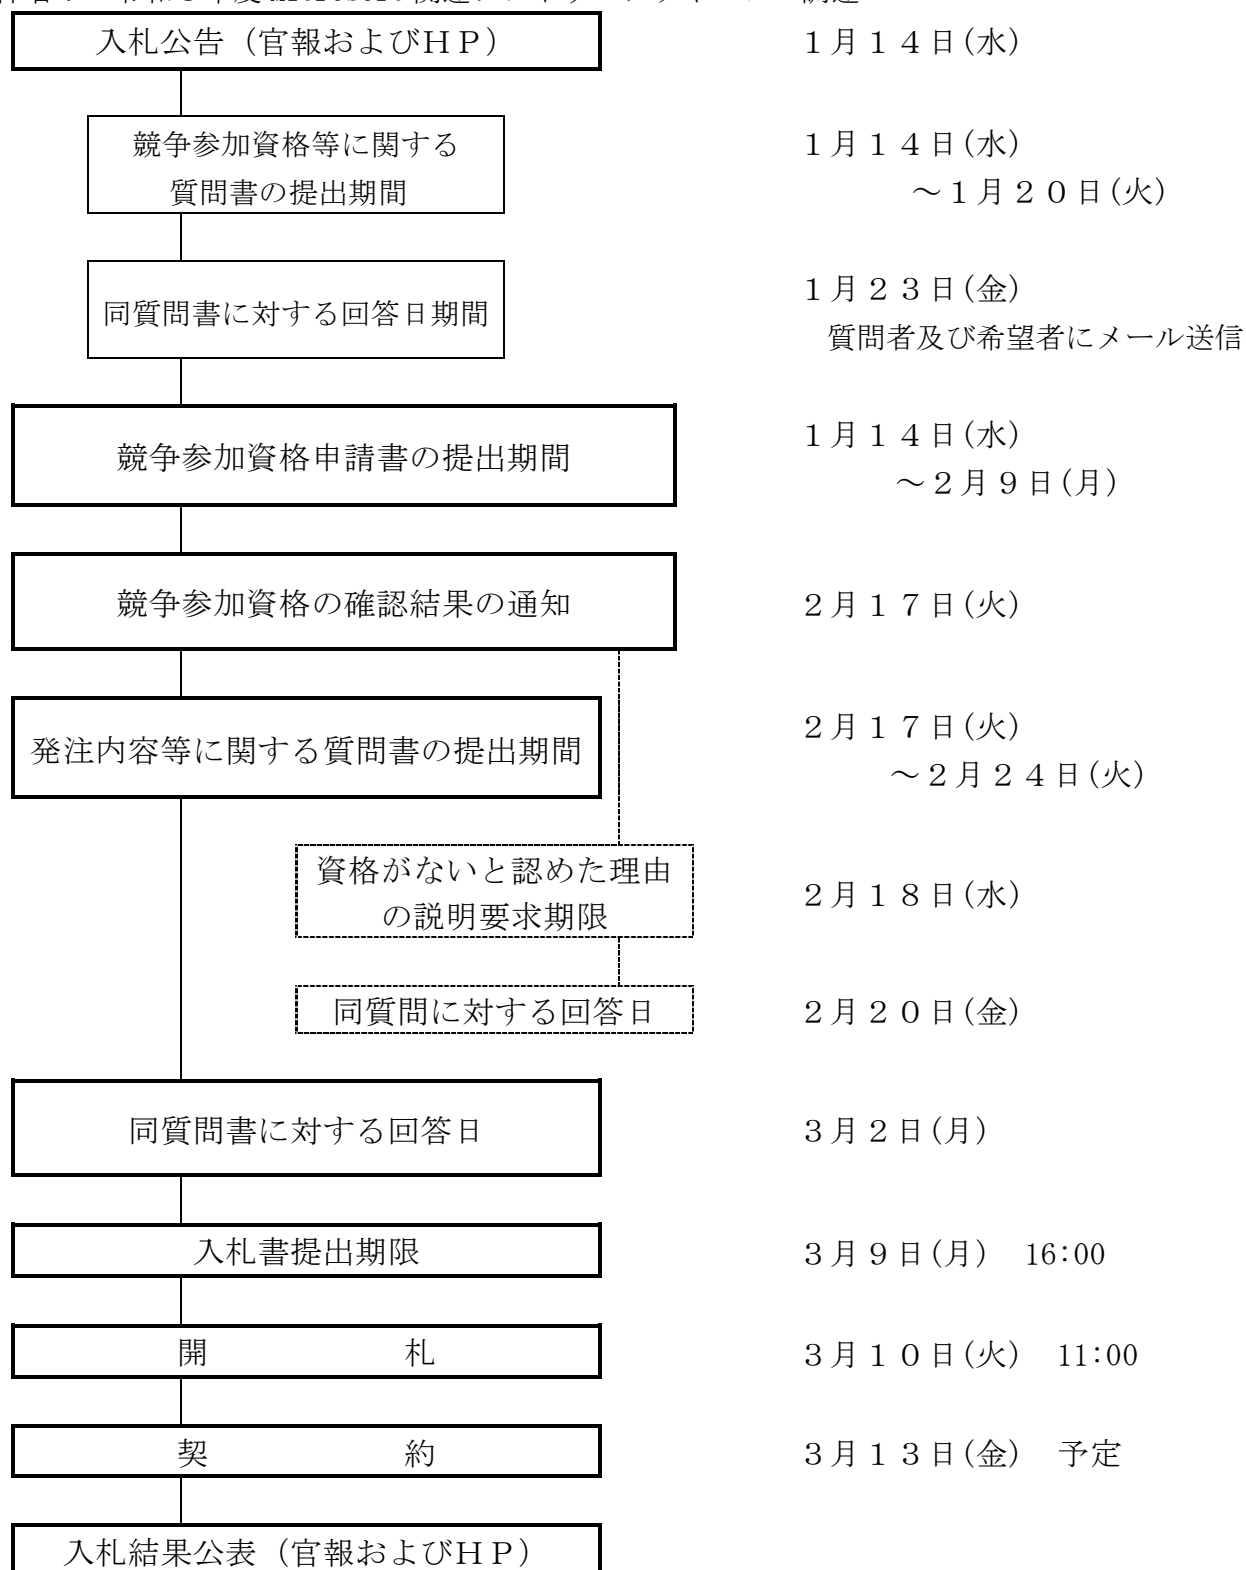 入札公告（官報およびＨＰ）　１月１４日(水)
競争参加資格等に関する　１月１４日(水)
質問書の提出期間　～１月２０日(火)
同質問書に対する回答日期間　１月２３日(金)
質問者及び希望者にメール送信
競争参加資格申請書の提出期間　１月１４日(水)
～２月９日(月)
競争参加資格の確認結果の通知　２月１７日(火)
発注内容等に関する質問書の提出期間　２月１７日(火)
～２月２４日(火)
資格がないと認めた理由
の説明要求期限　２月１８日(水)
同質問に対する回答日　２月２０日(金)
同質問書に対する回答日　３月２日(月)
入札書提出期限　３月９日(月)　16:00
開　札　３月１０日(火)　11:00
契　約　３月１３日(金)　予定
入札結果公表（官報およびＨＰ）